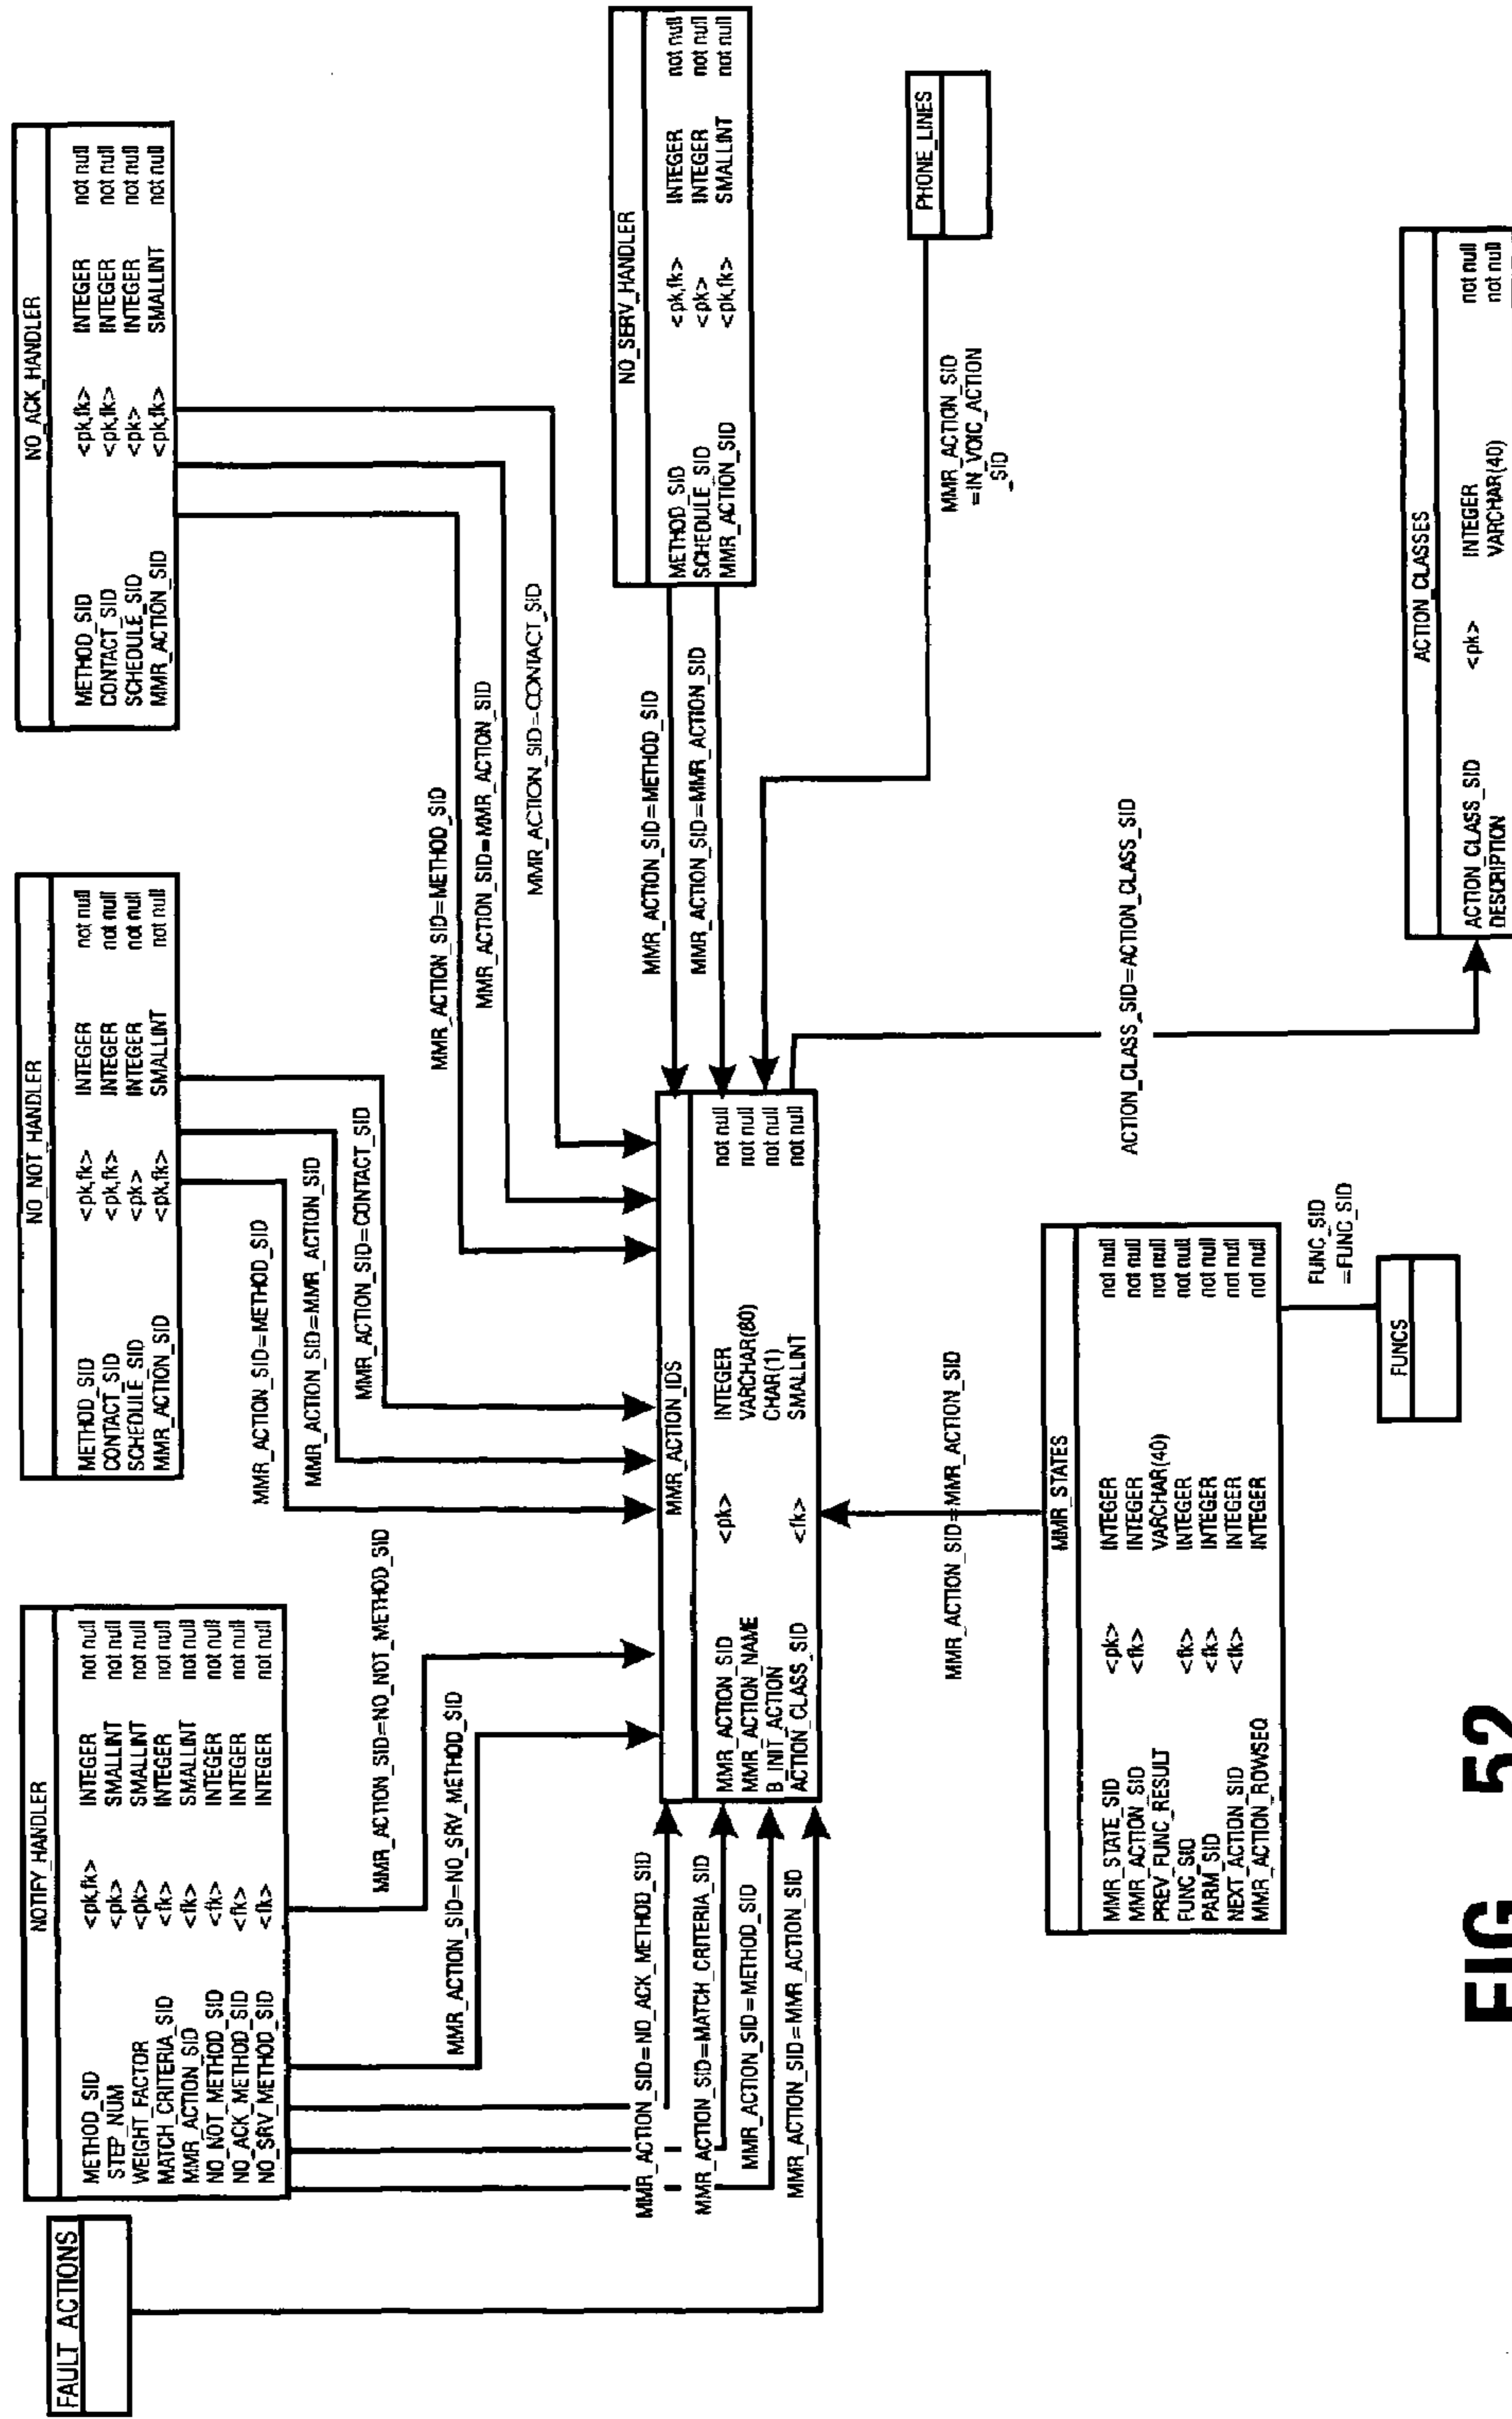 FAULT_ACTIONS
NOTIFY_HANDLER
METHOD_SID <pk,fk> INTEGER not null
STEP_NUM <pk> SMALLINT not null
WEIGHT_FACTOR <pk> SMALLINT not null
MATCH_CRITERIA_SID <fk> INTEGER not null
MMR_ACTION_SID <fk> SMALLINT not null
NO_NOT_METHOD_SID <fk> INTEGER not null
NO_ACK_METHOD_SID <fk> INTEGER not null
NO_SRV_METHOD_SID <fk> INTEGER not null
NO_NOT_HANDLER
METHOD_SID <pk,fk> INTEGER not null
CONTACT_SID <pk,fk> INTEGER not null
SCHEDULE_SID <pk> INTEGER not null
MMR_ACTION_SID <pk,fk> SMALLINT not null
NO_ACK_HANDLER
METHOD_SID <pk,fk> INTEGER not null
CONTACT_SID <pk,fk> INTEGER not null
SCHEDULE_SID <pk> INTEGER not null
MMR_ACTION_SID <pk,fk> SMALLINT not null
MMR_ACTION_SID=METHOD_SID
MMR_ACTION_SID=MMR_ACTION_SID
MMR_ACTION_SID=CONTACT_SID
MMR_ACTION_SID=NO_NOT_METHOD_SID
MMR_ACTION_SID=NO_SRV_METHOD_SID
MMR_ACTION_SID=METHOD_SID
MMR_ACTION_SID=MMR_ACTION_SID
MMR_ACTION_SID=CONTACT_SID
NO_SERV_HANDLER
METHOD_SID <pk,fk> INTEGER not null
SCHEDULE_SID <pk> INTEGER not null
MMR_ACTION_SID <pk,fk> SMALLINT not null
MMR_ACTION_SID=NO_ACK_METHOD_SID
MMR_ACTION_SID=MATCH_CRITERIA_SID
MMR_ACTION_SID=METHOD_SID
MMR_ACTION_SID=MMR_ACTION_SID
MMR_ACTION_IDS
MMR_ACTION_SID <pk> INTEGER not null
MMR_ACTION_NAME VARCHAR(80) not null
B_INIT_ACTION CHAR(1) not null
ACTION_CLASS_SID <fk> SMALLINT not null
MMR_ACTION_SID=METHOD_SID
MMR_ACTION_SID=MMR_ACTION_SID
PHONE_LINES
MMR_ACTION_SID
=IN_VOIC_ACTION
_SID
MMR_ACTION_SID=MMR_ACTION_SID
ACTION_CLASS_SID=ACTION_CLASS_SID
MMR_STATES
MMR_STATE_SID <pk> INTEGER not null
MMR_ACTION_SID <fk> INTEGER not null
PREV_FUNC_RESULT VARCHAR(40) not null
FUNC_SID <fk> INTEGER not null
PARM_SID <fk> INTEGER not null
NEXT_ACTION_SID <fk> INTEGER not null
MMR_ACTION_ROWSEQ INTEGER not null
FUNC_SID
=FUNC_SID
FUNCS
ACTION_CLASSES
ACTION_CLASS_SID <pk> INTEGER not null
DESCRIPTION VARCHAR(40) not null
FIG. 52